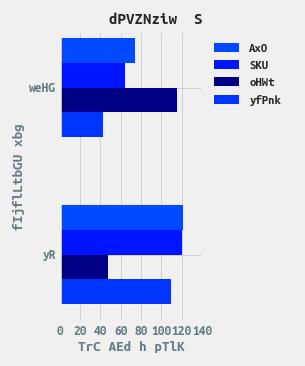 dPVZNziw S
AxO
SKU
oHWt
yfPnk
fIjflLtbGU xbg
weHG
yR
0 20 40 60 80 100 120 140
TrC AEd h pTlK